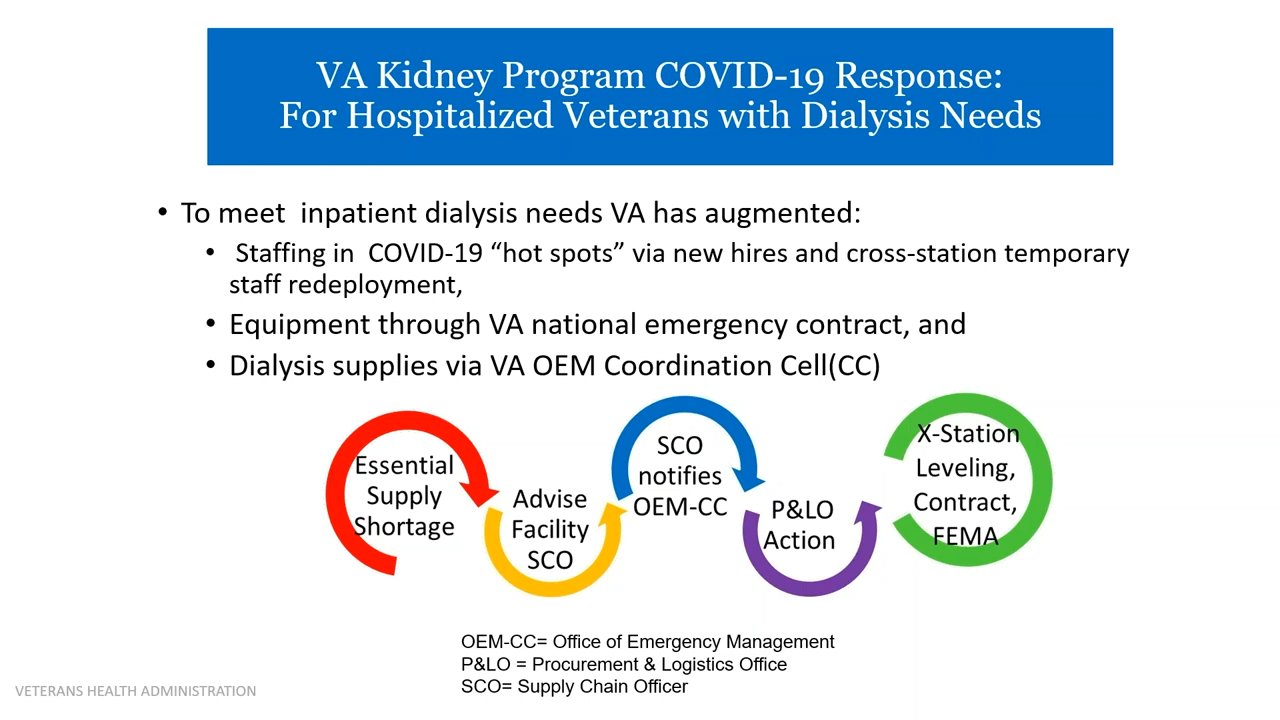 VA Kidney Program COVID-19 Response:
For Hospitalized Veterans with Dialysis Needs
• To meet  inpatient dialysis needs VA has augmented:
•  Staffing in  COVID-19 “hot spots” via new hires and cross-station temporary
staff redeployment,
• Equipment through VA national emergency contract, and
• Dialysis supplies via VA OEM Coordination Cell(CC)
Essential
Supply
Shortage
Advise
Facility
SCO
SCO
notifies
OEM-CC
P&LO
Action
X-Station
Leveling,
Contract,
FEMA
OEM-CC= Office of Emergency Management
P&LO = Procurement & Logistics Office
SCO= Supply Chain Officer
VETERANS HEALTH ADMINISTRATION